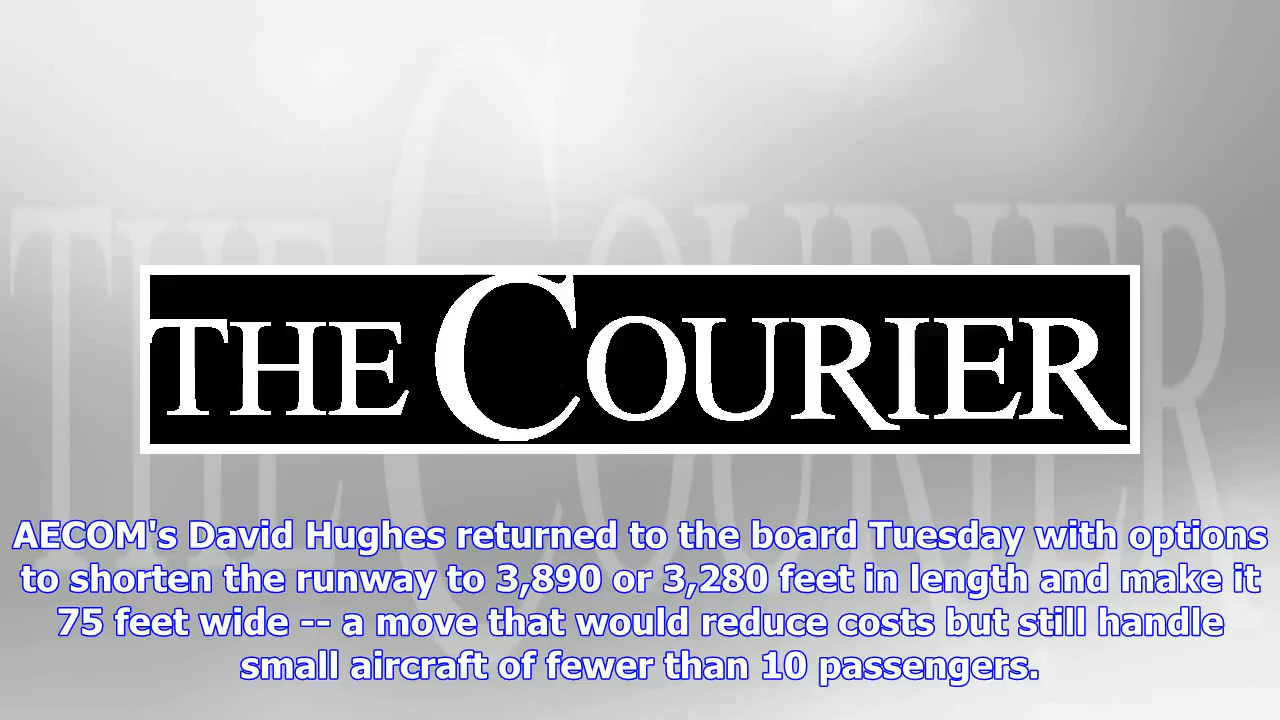 THE COURIER
THE COURIER
AECOM's David Hughes returned to the board Tuesday with options
to shorten the runway to 3,890 or 3,280 feet in length and make it
75 feet wide -- a move that would reduce costs but still handle
small aircraft of fewer than 10 passengers.